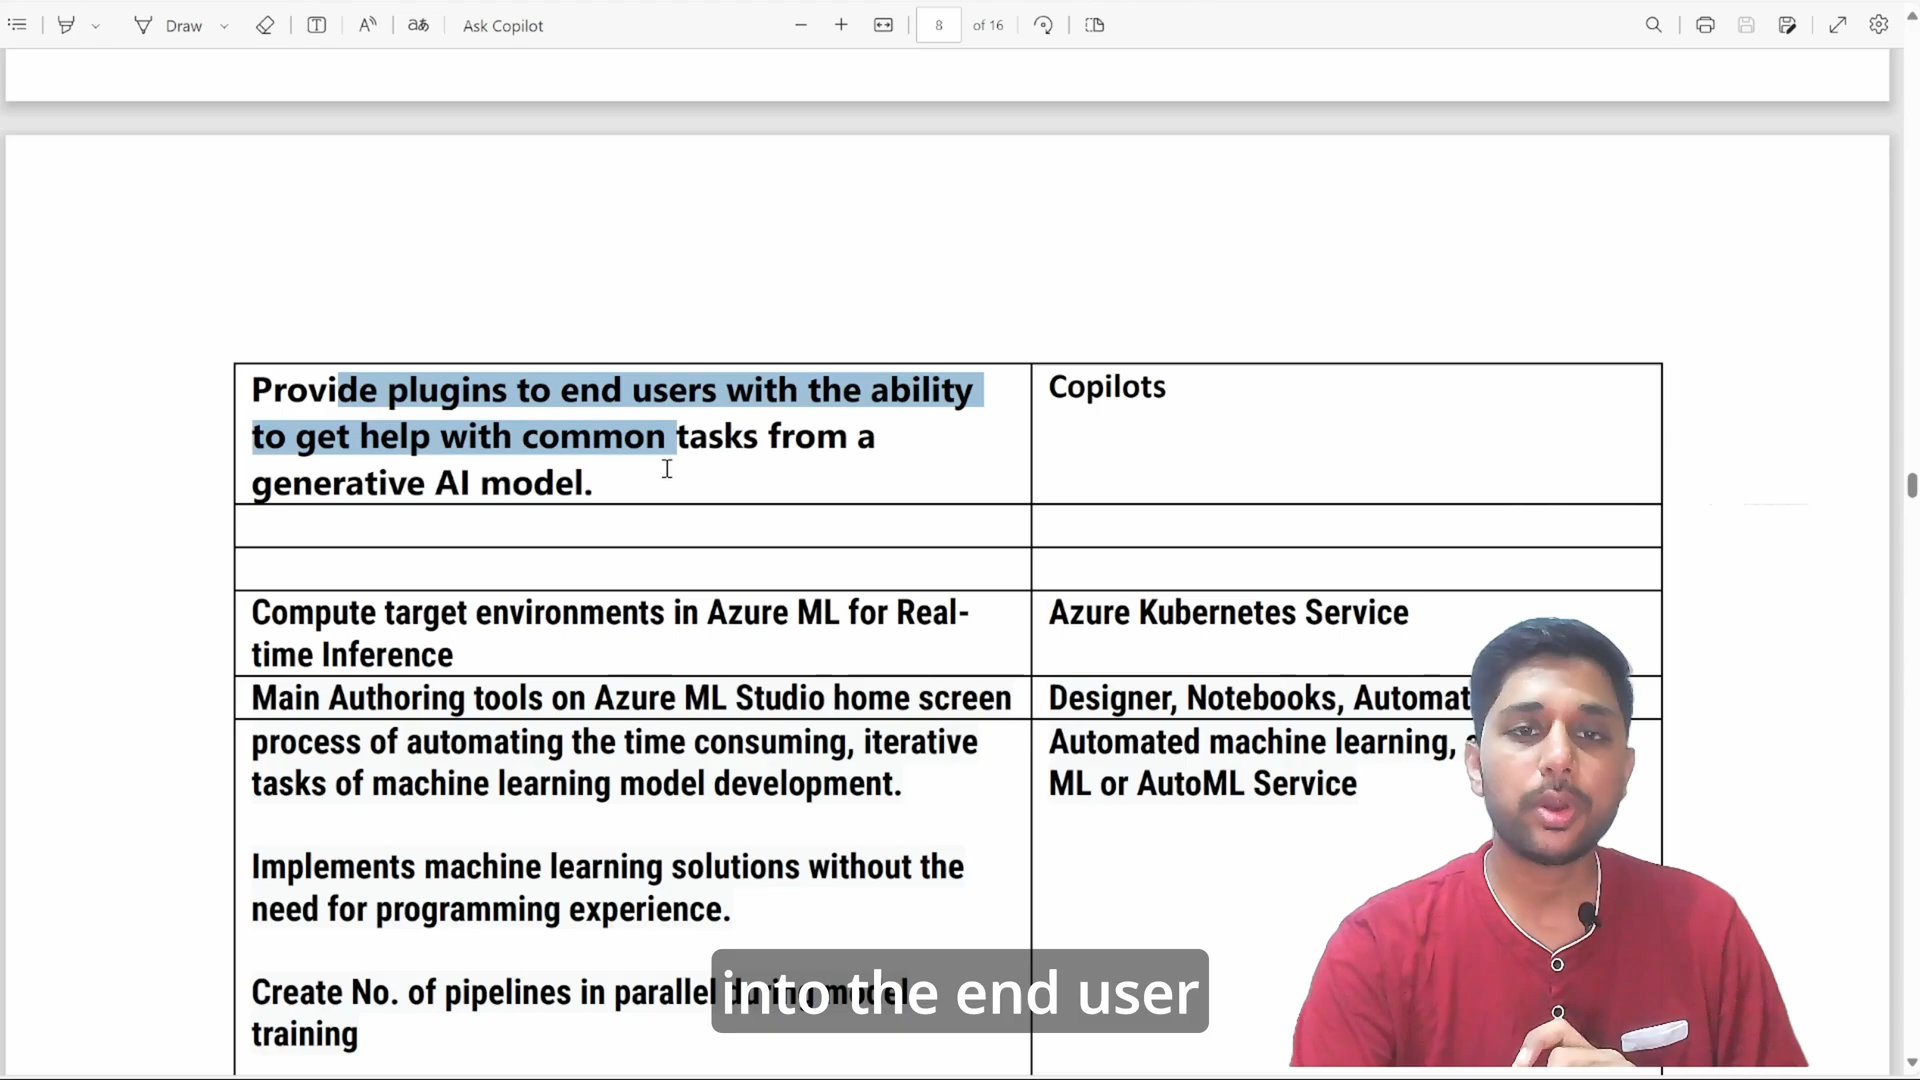 Draw
Ask Copilot
8
of 16
Provide plugins to end users with the ability
to get help with common tasks from a
generative AI model.
Copilots
Compute target environments in Azure ML for Real-
time Inference
Azure Kubernetes Service
Main Authoring tools on Azure ML Studio home screen
Designer, Notebooks, Automat
process of automating the time consuming, iterative
tasks of machine learning model development.
Automated machine learning,
ML or AutoML Service
Implements machine learning solutions without the
need for programming experience.
Create No. of pipelines in parallel during model
training
into the end user